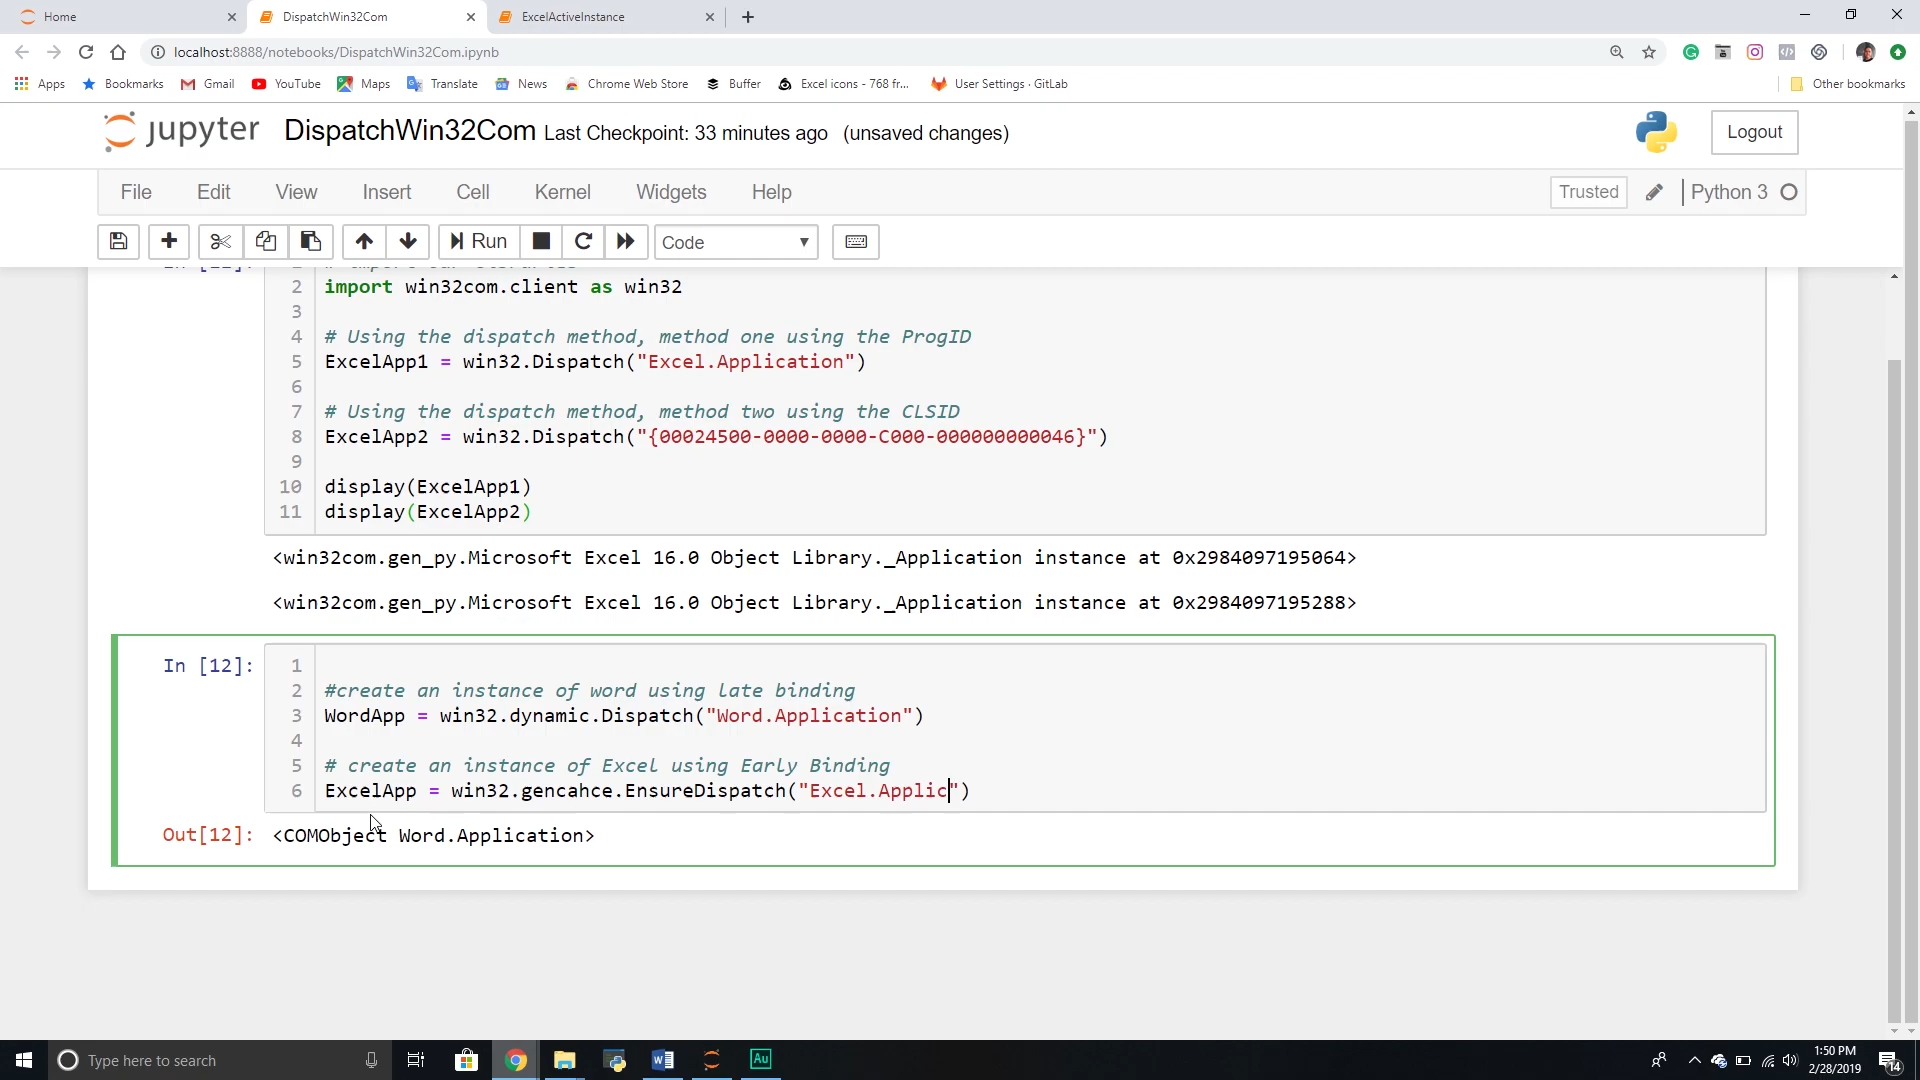 Home
DispatchWin32Com
ExcelActiveInstance
localhost:8888/notebooks/DispatchWin32Com.ipynb
Apps Bookmarks Gmail YouTube Maps Translate News Chrome Web Store Buffer Excel icons - 768 fr... User Settings · GitLab Other bookmarks
jupyter DispatchWin32Com Last Checkpoint: 33 minutes ago (unsaved changes) Logout
File Edit View Insert Cell Kernel Widgets Help Trusted Python 3
Run Code
2 import win32com.client as win32
3
4 # Using the dispatch method, method one using the ProgID
5 ExcelApp1 = win32.Dispatch("Excel.Application")
6
7 # Using the dispatch method, method two using the CLSID
8 ExcelApp2 = win32.Dispatch("{00024500-0000-0000-C000-000000000046}")
9
10 display(ExcelApp1)
11 display(ExcelApp2)
<win32com.gen_py.Microsoft Excel 16.0 Object Library._Application instance at 0x2984097195064>
<win32com.gen_py.Microsoft Excel 16.0 Object Library._Application instance at 0x2984097195288>
In [12]: 1
2 #create an instance of word using late binding
3 WordApp = win32.dynamic.Dispatch("Word.Application")
4
5 # create an instance of Excel using Early Binding
6 ExcelApp = win32.gencahce.EnsureDispatch("Excel.Applic")
Out[12]: <COMObject Word.Application>
Type here to search
Au
1:50 PM
2/28/2019
14